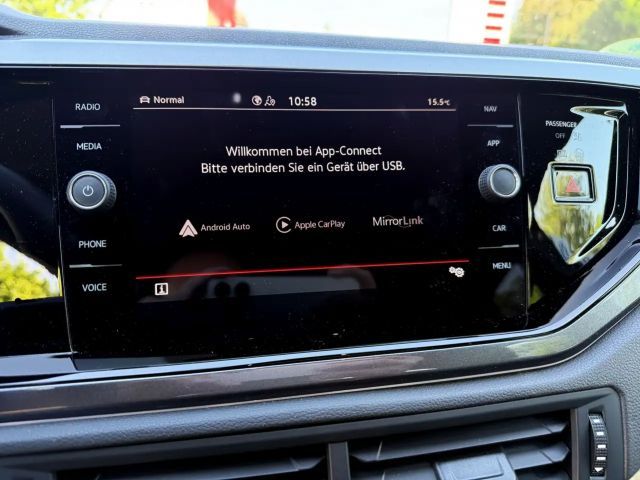 RADIO
MEDIA
PHONE
VOICE
Normal
10:58
15.5°C
Willkommen bei App-Connect
Bitte verbinden Sie ein Gerät über USB.
Android Auto
Apple CarPlay
MirrorLink
NAV
APP
CAR
MENU
PASSENGER
OFF